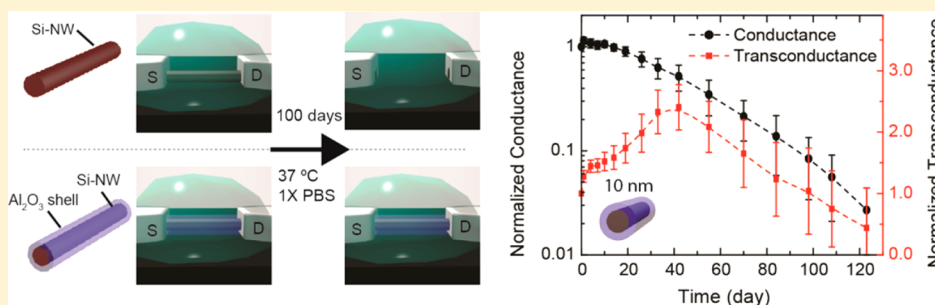 Si-NW
S
D
S
D
100 days
37 ºC
1X PBS
Al₂O₃ shell
Si-NW
S
D
S
D
Normalized Conductance
1
0.1
0.01
Conductance
Transconductance
10 nm
3.0
2.0
1.0
0.0
Normalized Transconductance
0
20
40
60
80
100
120
Time (day)